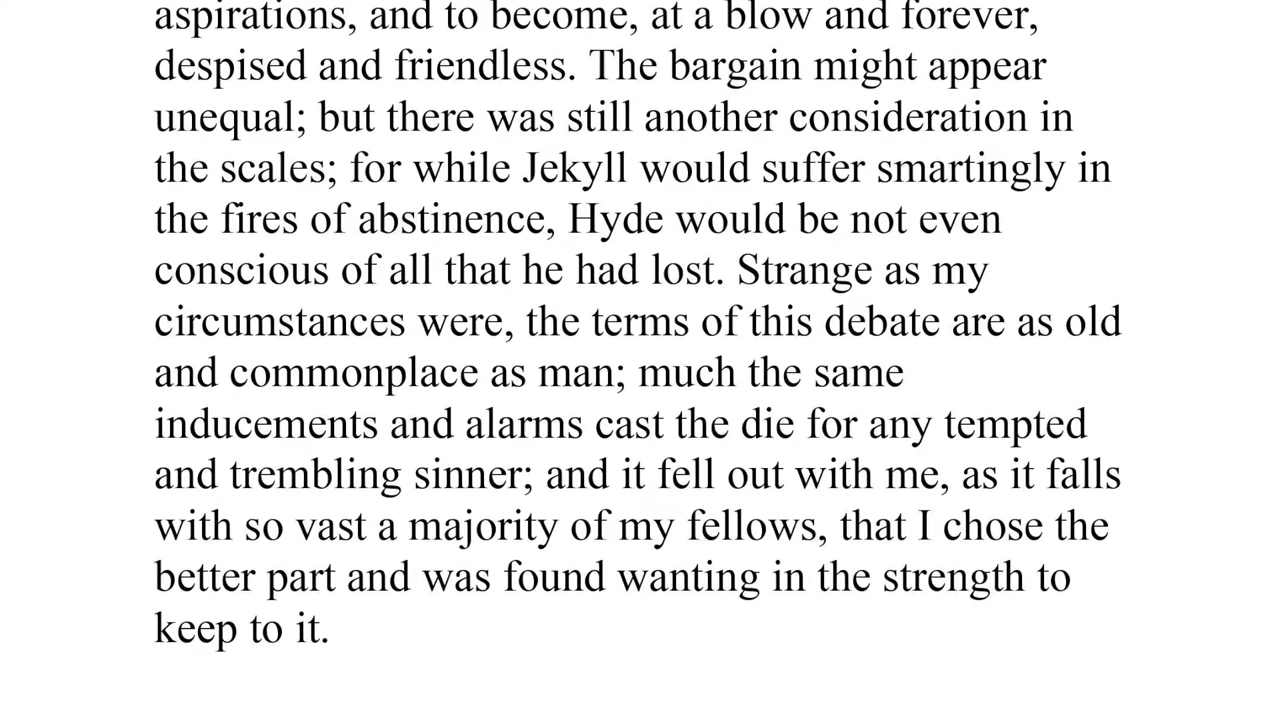 aspirations, and to become, at a blow and forever,
despised and friendless. The bargain might appear
unequal; but there was still another consideration in
the scales; for while Jekyll would suffer smartingly in
the fires of abstinence, Hyde would be not even
conscious of all that he had lost. Strange as my
circumstances were, the terms of this debate are as old
and commonplace as man; much the same
inducements and alarms cast the die for any tempted
and trembling sinner; and it fell out with me, as it falls
with so vast a majority of my fellows, that I chose the
better part and was found wanting in the strength to
keep to it.